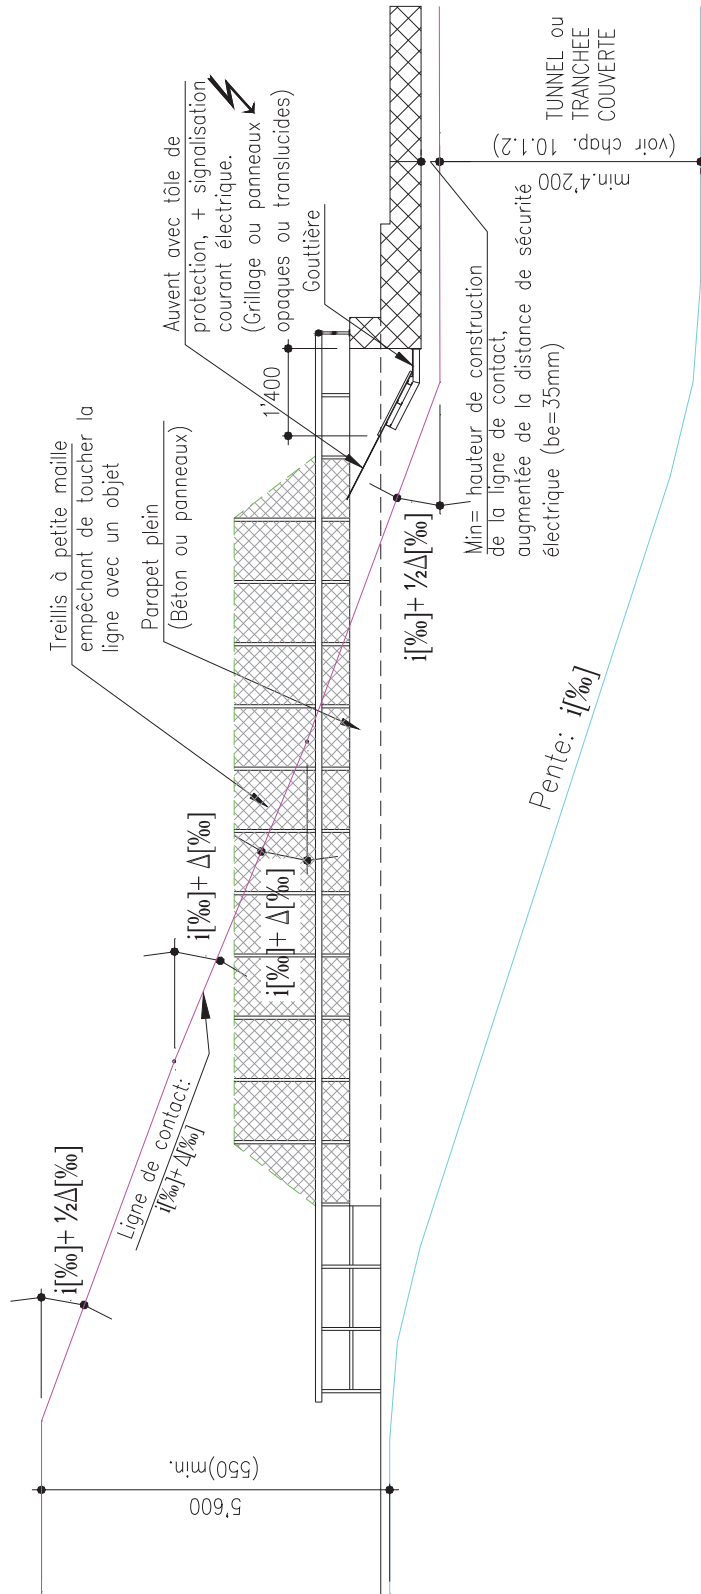 Treillis à petite maille
empêchant de toucher la
ligne avec un objet
Parapet plein
(Béton ou panneaux)
Auvent avec tôle de
protection, + signalisation
courant électrique.
(Grillage ou panneaux
opaques ou translucides)
Gouttière
1'400
TUNNEL ou
TRANCHEE
COUVERTE
(voir chap. 10.1.2)
min.4'200
Min= hauteur de construction
de la ligne de contact,
augmentée de la distance de sécurité
électrique (be=35mm)
i[‰]+ ½Δ[‰]
i[‰]+ Δ[‰]
i[‰]+ Δ[‰]
i[‰]+ ½Δ[‰]
Ligne de contact:
i[‰]+ Δ[‰]
Pente: i[‰]
(550)min.
5'600